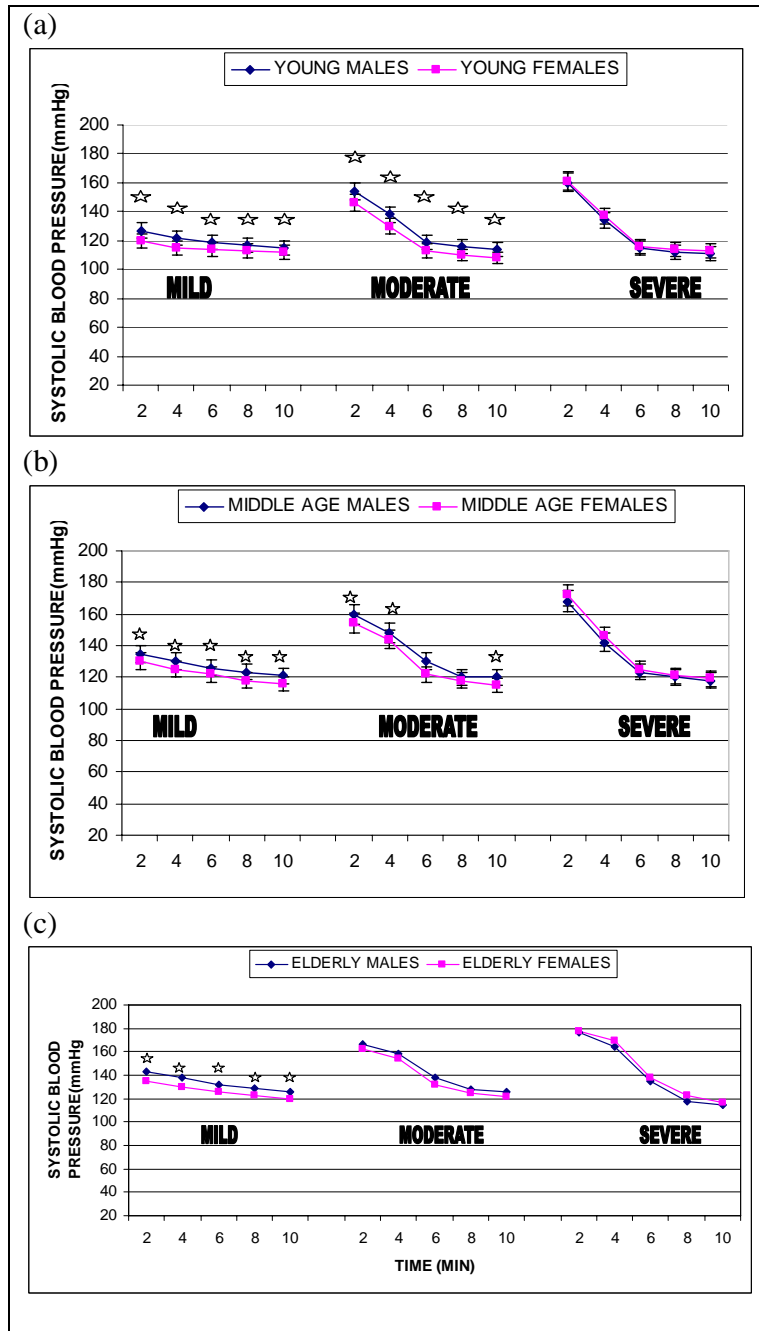 (a)
YOUNG MALES YOUNG FEMALES
SYSTOLIC BLOOD PRESSURE(mmHg)
200
180
160
140
120
100
80
60
40
20
MILD MODERATE SEVERE
2 4 6 8 10 2 4 6 8 10 2 4 6 8 10
(b)
MIDDLE AGE MALES MIDDLE AGE FEMALES
SYSTOLIC BLOOD PRESSURE(mmHg)
200
180
160
140
120
100
80
60
40
20
MILD MODERATE SEVERE
2 4 6 8 10 2 4 6 8 10 2 4 6 8 10
(c)
ELDERLY MALES ELDERLY FEMALES
SYSTOLIC BLOOD
PRESSURE(mmHg
200
180
160
140
120
100
80
60
40
20
MILD MODERATE SEVERE
2 4 6 8 10 2 4 6 8 10 2 4 6 8 10
TIME (MIN)